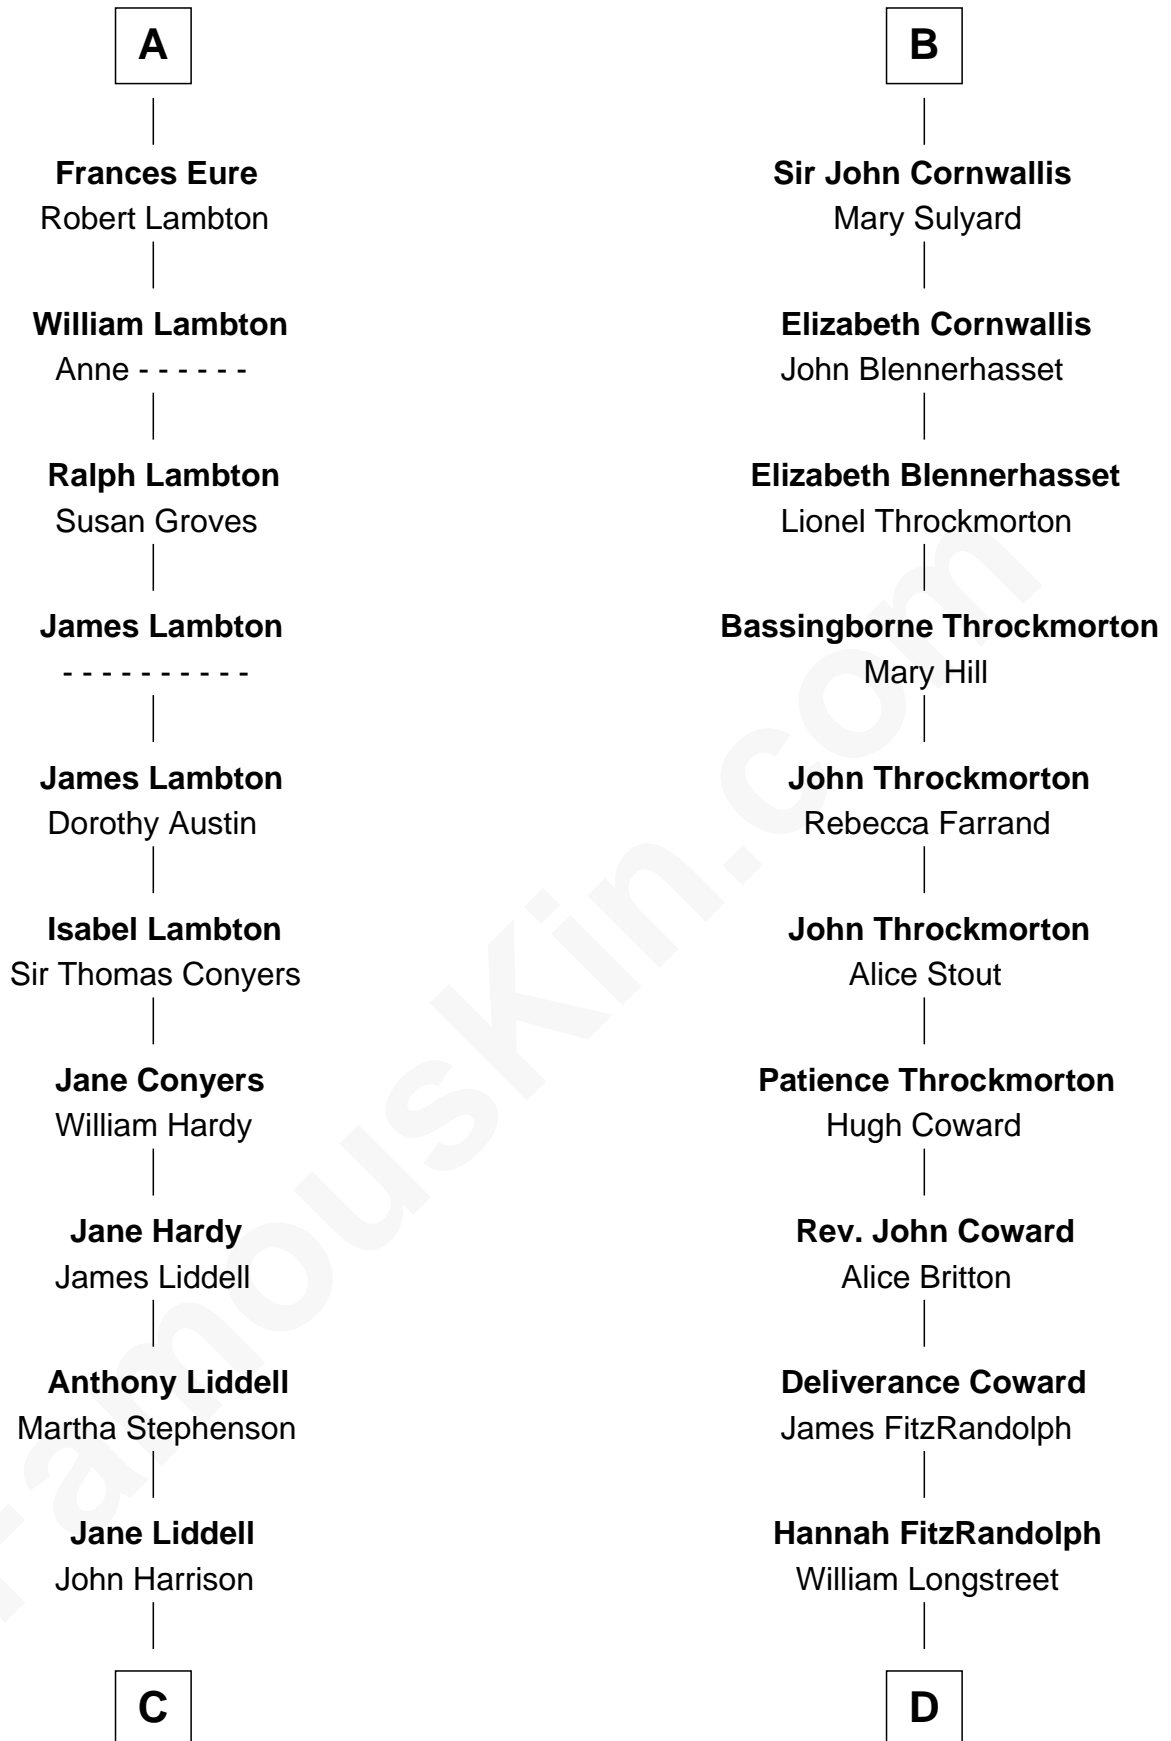 A
Frances Eure
Robert Lambton
William Lambton
Anne - - - - - -
Ralph Lambton
Susan Groves
James Lambton
- - - - - - - - - -
James Lambton
Dorothy Austin
Isabel Lambton
Sir Thomas Conyers
Jane Conyers
William Hardy
Jane Hardy
James Liddell
Anthony Liddell
Martha Stephenson
Jane Liddell
John Harrison
C
B
Sir John Cornwallis
Mary Sulyard
Elizabeth Cornwallis
John Blennerhasset
Elizabeth Blennerhasset
Lionel Throckmorton
Bassingborne Throckmorton
Mary Hill
John Throckmorton
Rebecca Farrand
John Throckmorton
Alice Stout
Patience Throckmorton
Hugh Coward
Rev. John Coward
Alice Britton
Deliverance Coward
James FitzRandolph
Hannah FitzRandolph
William Longstreet
D
FamousKin.com